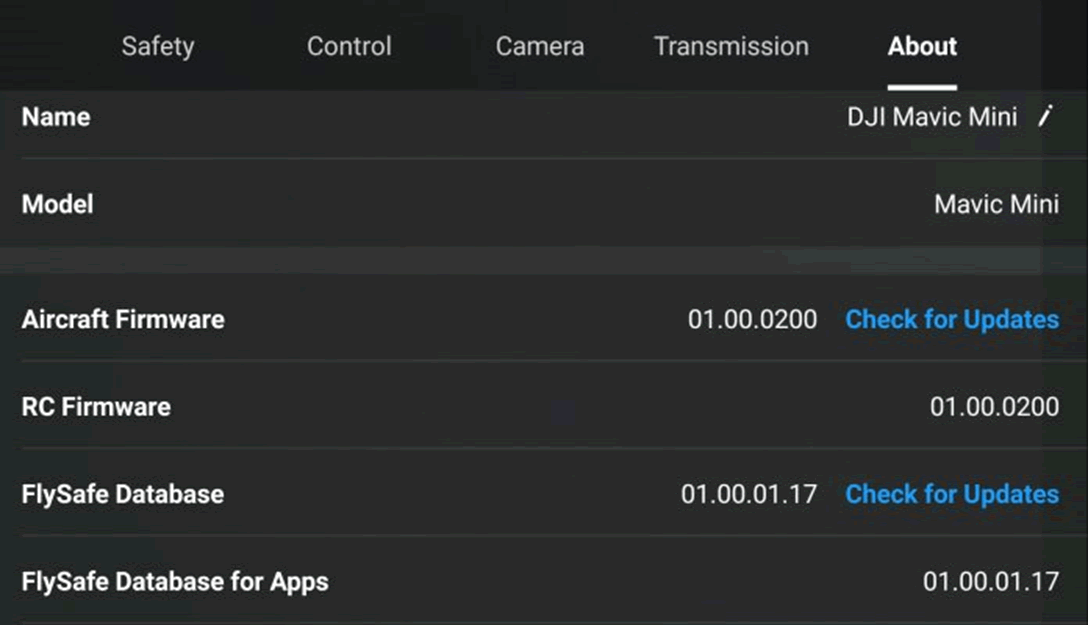 Safety Control Camera Transmission About
Name DJI Mavic Mini
Model Mavic Mini
Aircraft Firmware 01.00.0200 Check for Updates
RC Firmware 01.00.0200
FlySafe Database 01.00.01.17 Check for Updates
FlySafe Database for Apps 01.00.01.17